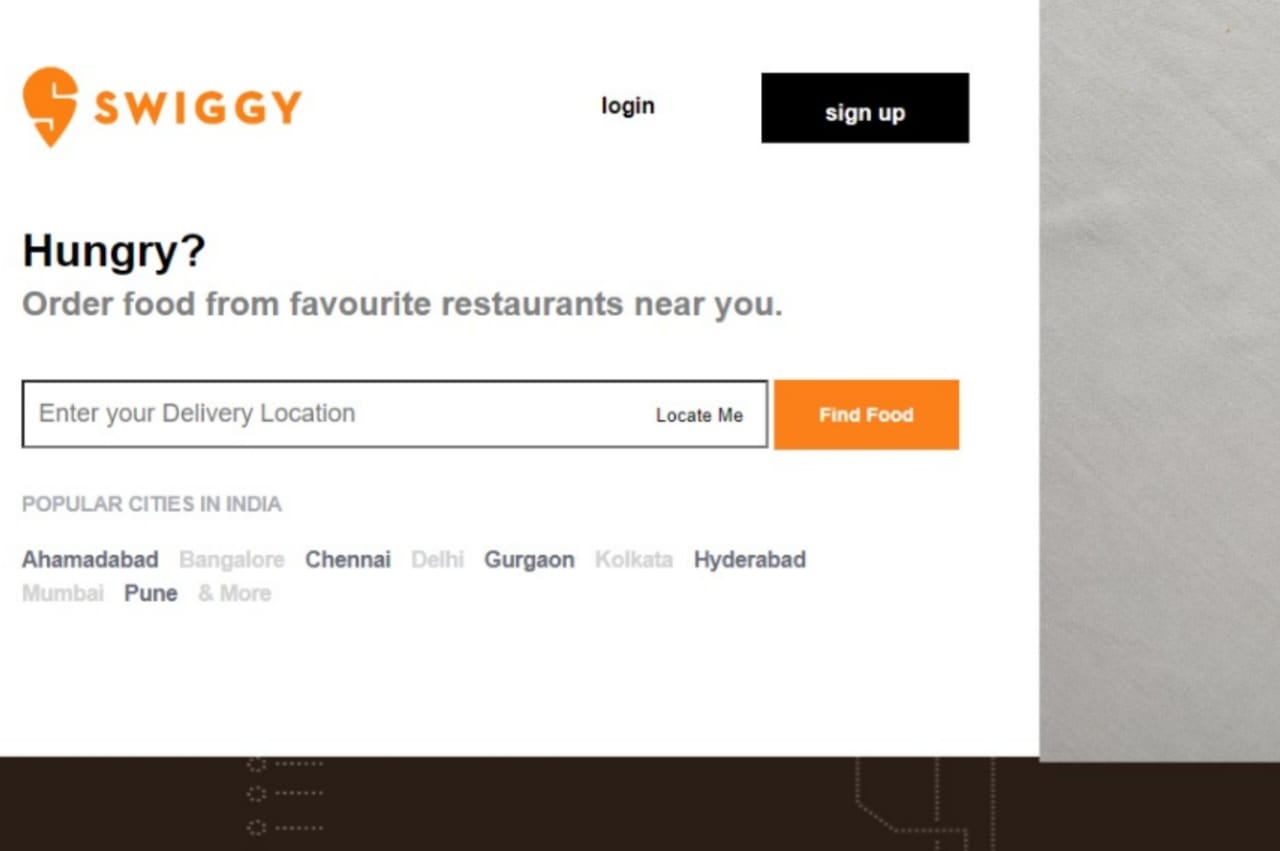 SWIGGY
login
sign up
Hungry?
Order food from favourite restaurants near you.
Enter your Delivery Location
Locate Me
Find Food
POPULAR CITIES IN INDIA
Ahamadabad Bangalore Chennai Delhi Gurgaon Kolkata Hyderabad
Mumbai Pune & More